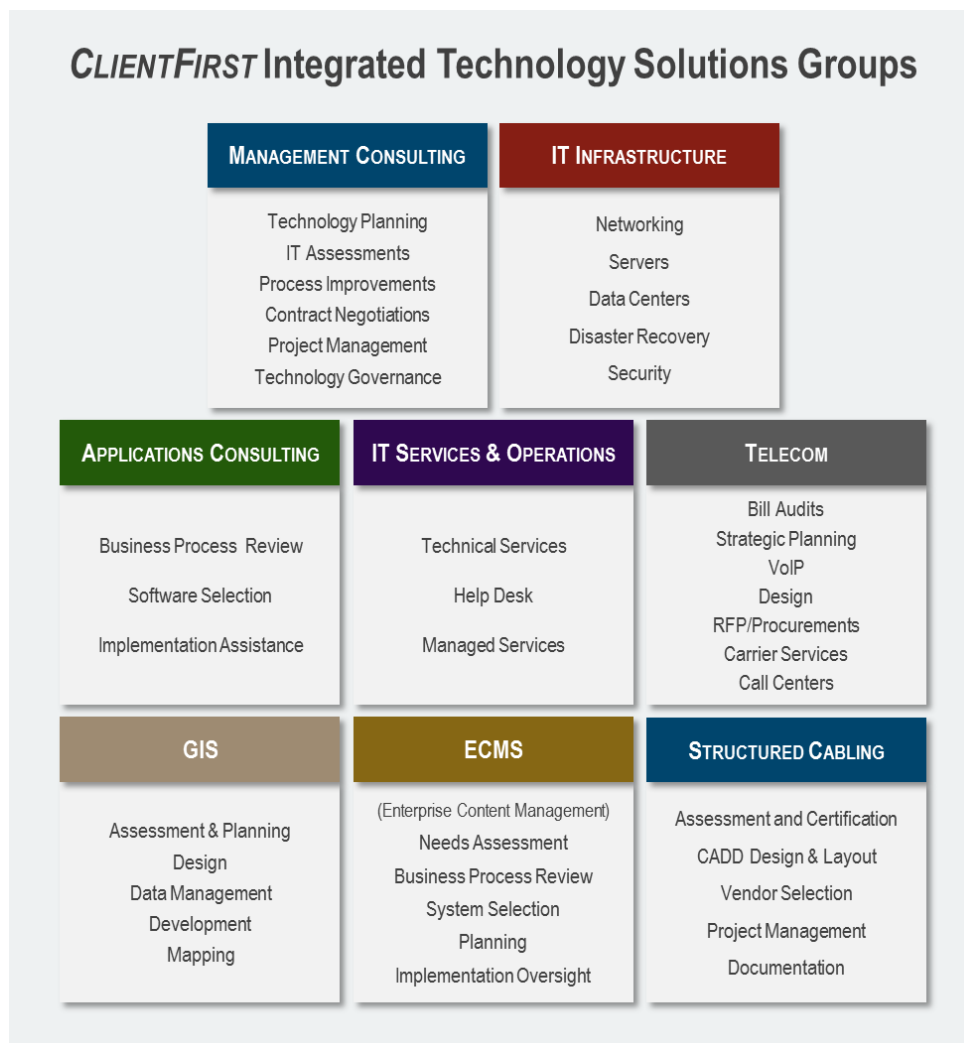 CLIENTFIRST Integrated Technology Solutions Groups
MANAGEMENT CONSULTING
Technology Planning
IT Assessments
Process Improvements
Contract Negotiations
Project Management
Technology Governance
IT INFRASTRUCTURE
Networking
Servers
Data Centers
Disaster Recovery
Security
APPLICATIONS CONSULTING
Business Process Review
Software Selection
Implementation Assistance
IT SERVICES & OPERATIONS
Technical Services
Help Desk
Managed Services
TELECOM
Bill Audits
Strategic Planning
VoIP
Design
RFP/Procurements
Carrier Services
Call Centers
GIS
Assessment & Planning
Design
Data Management
Development
Mapping
ECMS
(Enterprise Content Management)
Needs Assessment
Business Process Review
System Selection
Planning
Implementation Oversight
STRUCTURED CABLING
Assessment and Certification
CADD Design & Layout
Vendor Selection
Project Management
Documentation